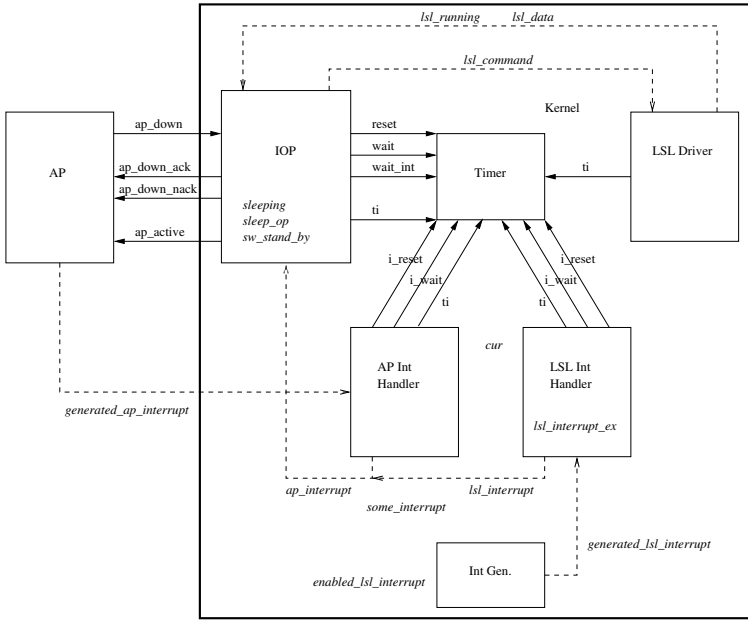 lsl_running lsl_data
lsl_command
Kernel
ap_down
reset
IOP
wait
AP
ap_down_ack
wait_int
Timer
ti
LSL Driver
ap_down_nack
sleeping
sleep_op
ti
ap_active
sw_stand_by
i_reset
i_reset
i_wait
i_wait
ti
ti
cur
AP Int
Handler
LSL Int
Handler
generated_ap_interrupt
lsl_interrupt_ex
ap_interrupt
lsl_interrupt
some_interrupt
generated_lsl_interrupt
Int Gen.
enabled_lsl_interrupt